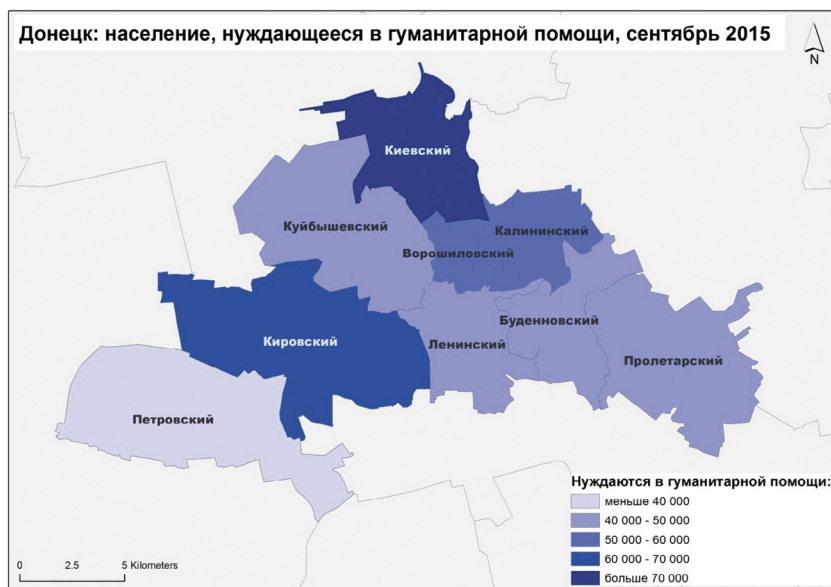 Донецк: население, нуждающееся в гуманитарной помощи, сентябрь 2015
N
Киевский
Куйбышевский
Калининский
Ворошиловский
Буденновский
Кировский
Ленинский
Пролетарский
Петровский
Нуждаются в гуманитарной помощи:
меньше 40 000
40 000 - 50 000
50 000 - 60 000
60 000 - 70 000
больше 70 000
0 2.5 5 Kilometers